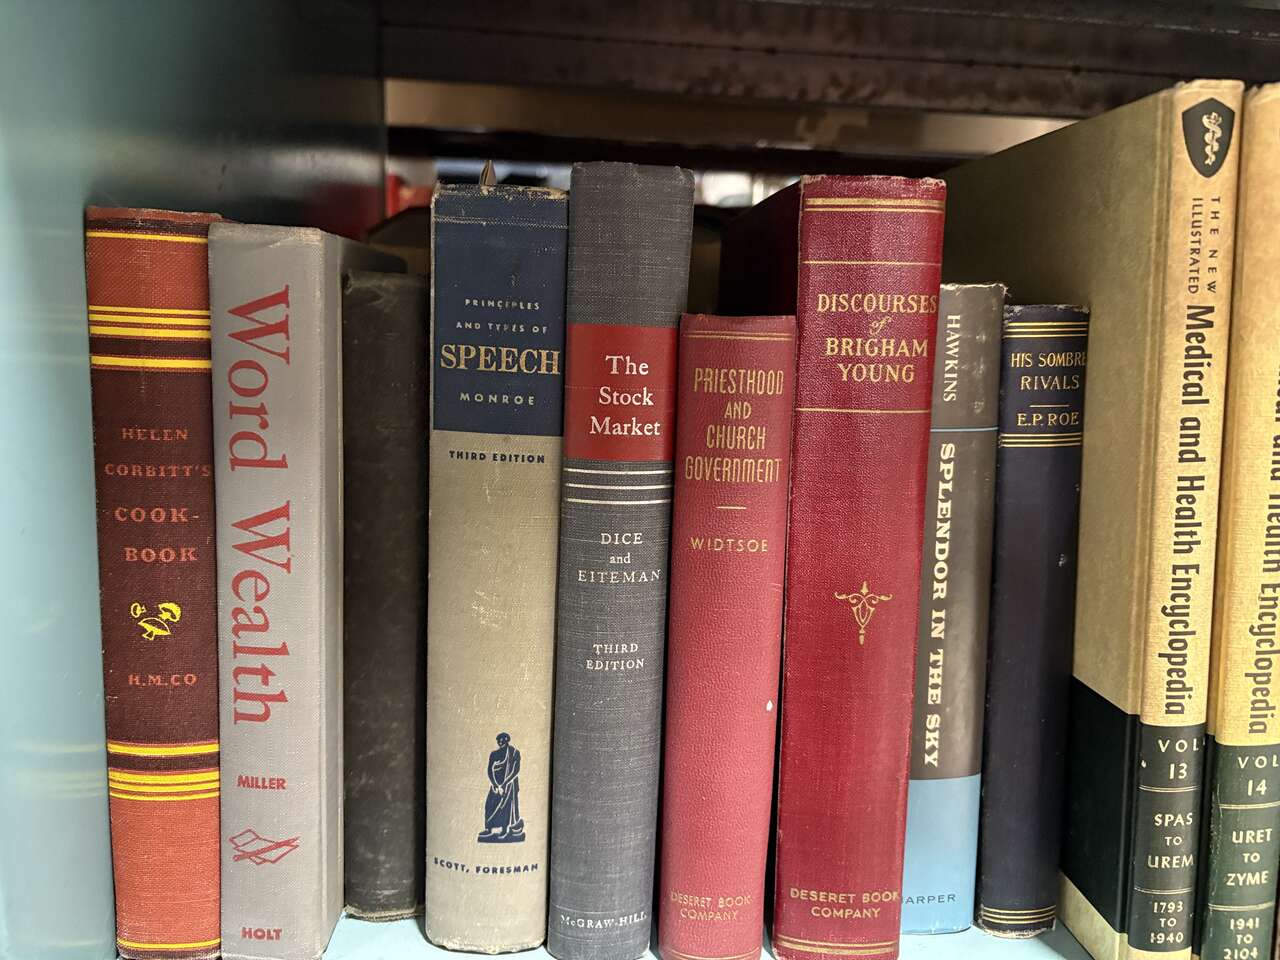 HELEN
CORBITT'S
COOK-
BOOK
H.M.CO
Word Wealth
MILLER
HOLT
PRINCIPLES
AND TYPES OF
SPEECH
MONROE
THIRD EDITION
SCOTT, FORESMAN
The
Stock
Market
DICE
and
EITEMAN
THIRD
EDITION
McGRAW-HILL
PRIESTHOOD
AND
CHURCH
GOVERNMENT
WIDTSOE
DESERET BOOK
COMPANY
DISCOURSES
of
BRIGHAM
YOUNG
DESERET BOOK
COMPANY
HAWKINS
SPLENDOR IN THE SKY
ARPER
HIS SOMBRE
RIVALS
E.P. ROE
THE NEW
ILLUSTRATED
Medical and Health Encyclopedia
VOL.
13
SPAS
TO
UREM
1793
TO
1940
and Health Encyclopedia
VOL
14
URET
TO
ZYME
1941
TO
2104